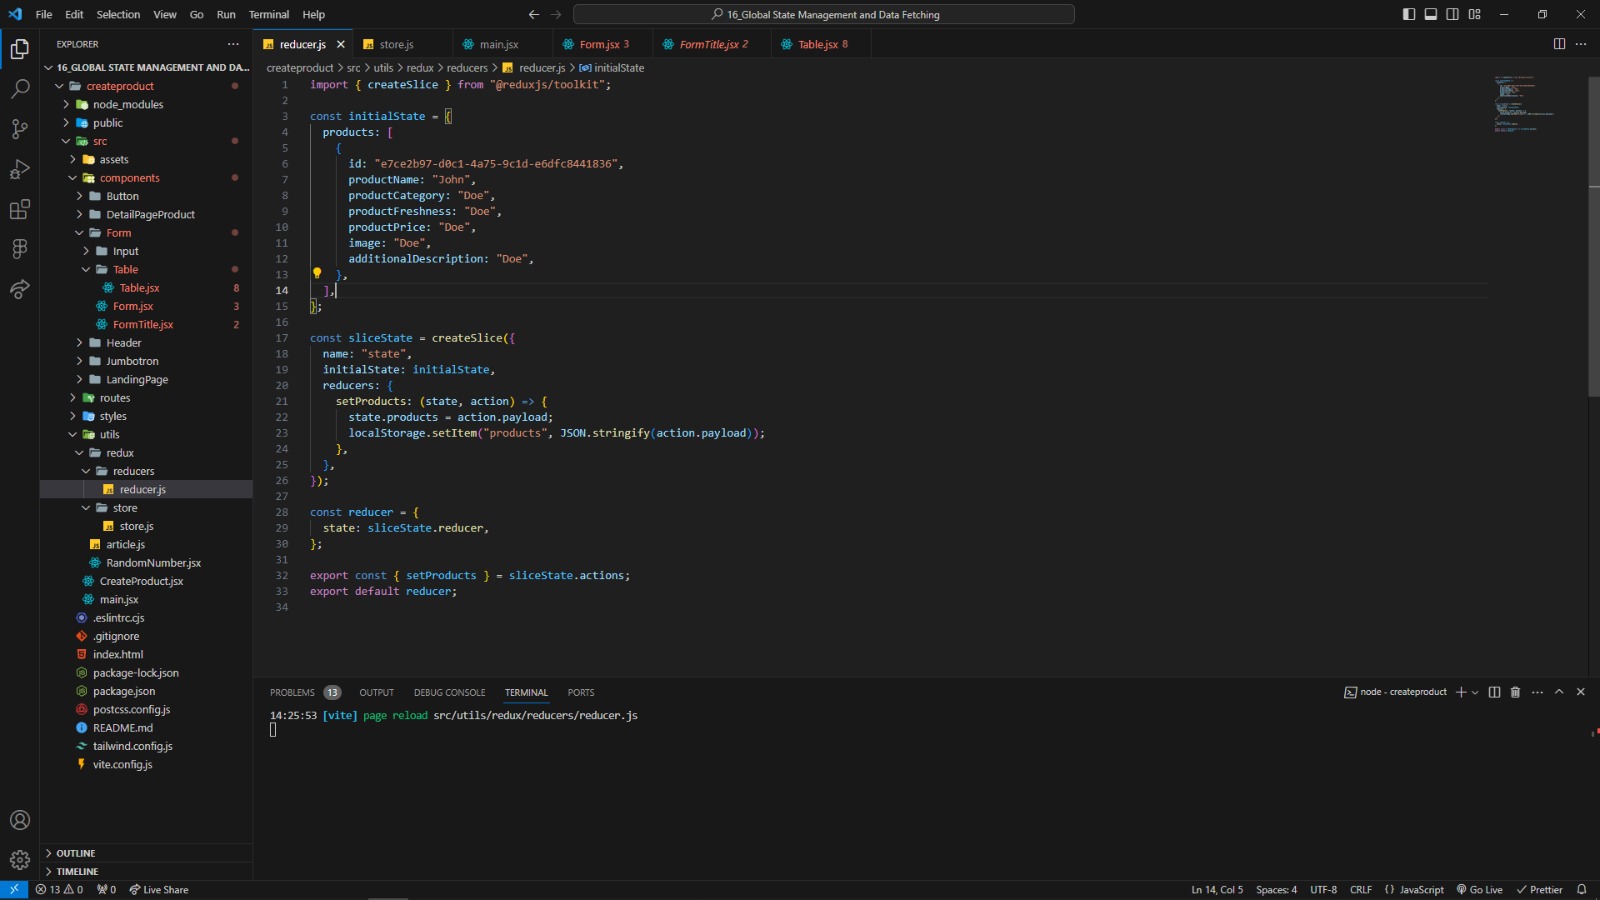 File Edit Selection View Go Run Terminal Help
16_Global State Management and Data Fetching
EXPLORER
16_GLOBAL STATE MANAGEMENT AND DA...
createproduct
node_modules
public
src
assets
components
Button
DetailPageProduct
Form
Input
Table
Table.jsx 8
Form.jsx 3
FormTitle.jsx 2
Header
Jumbotron
LandingPage
routes
styles
utils
redux
reducers
reducer.js
store
store.js
article.js
RandomNumber.jsx
CreateProduct.jsx
main.jsx
.eslintrc.cjs
.gitignore
index.html
package-lock.json
package.json
postcss.config.js
README.md
tailwind.config.js
vite.config.js
OUTLINE
TIMELINE
reducer.js store.js main.jsx Form.jsx 3 FormTitle.jsx 2 Table.jsx 8
createproduct > src > utils > redux > reducers > reducer.js > initialState
1 import { createSlice } from "@reduxjs/toolkit";
2
3 const initialState = {
4 products: [
5 {
6 id: "e7ce2b97-d0c1-4a75-9c1d-e6dfc8441836",
7 productName: "John",
8 productCategory: "Doe",
9 productFreshness: "Doe",
10 productPrice: "Doe",
11 image: "Doe",
12 additionalDescription: "Doe",
13 },
14 ],
15 };
16
17 const sliceState = createSlice({
18 name: "state",
19 initialState: initialState,
20 reducers: {
21 setProducts: (state, action) => {
22 state.products = action.payload;
23 localStorage.setItem("products", JSON.stringify(action.payload));
24 },
25 },
26 });
27
28 const reducer = {
29 state: sliceState.reducer,
30 };
31
32 export const { setProducts } = sliceState.actions;
33 export default reducer;
34
PROBLEMS 13 OUTPUT DEBUG CONSOLE TERMINAL PORTS
node - createproduct
14:25:53 [vite] page reload src/utils/redux/reducers/reducer.js
13 0 0 Live Share
Ln 14, Col 5 Spaces: 4 UTF-8 CRLF {} JavaScript Go Live Prettier